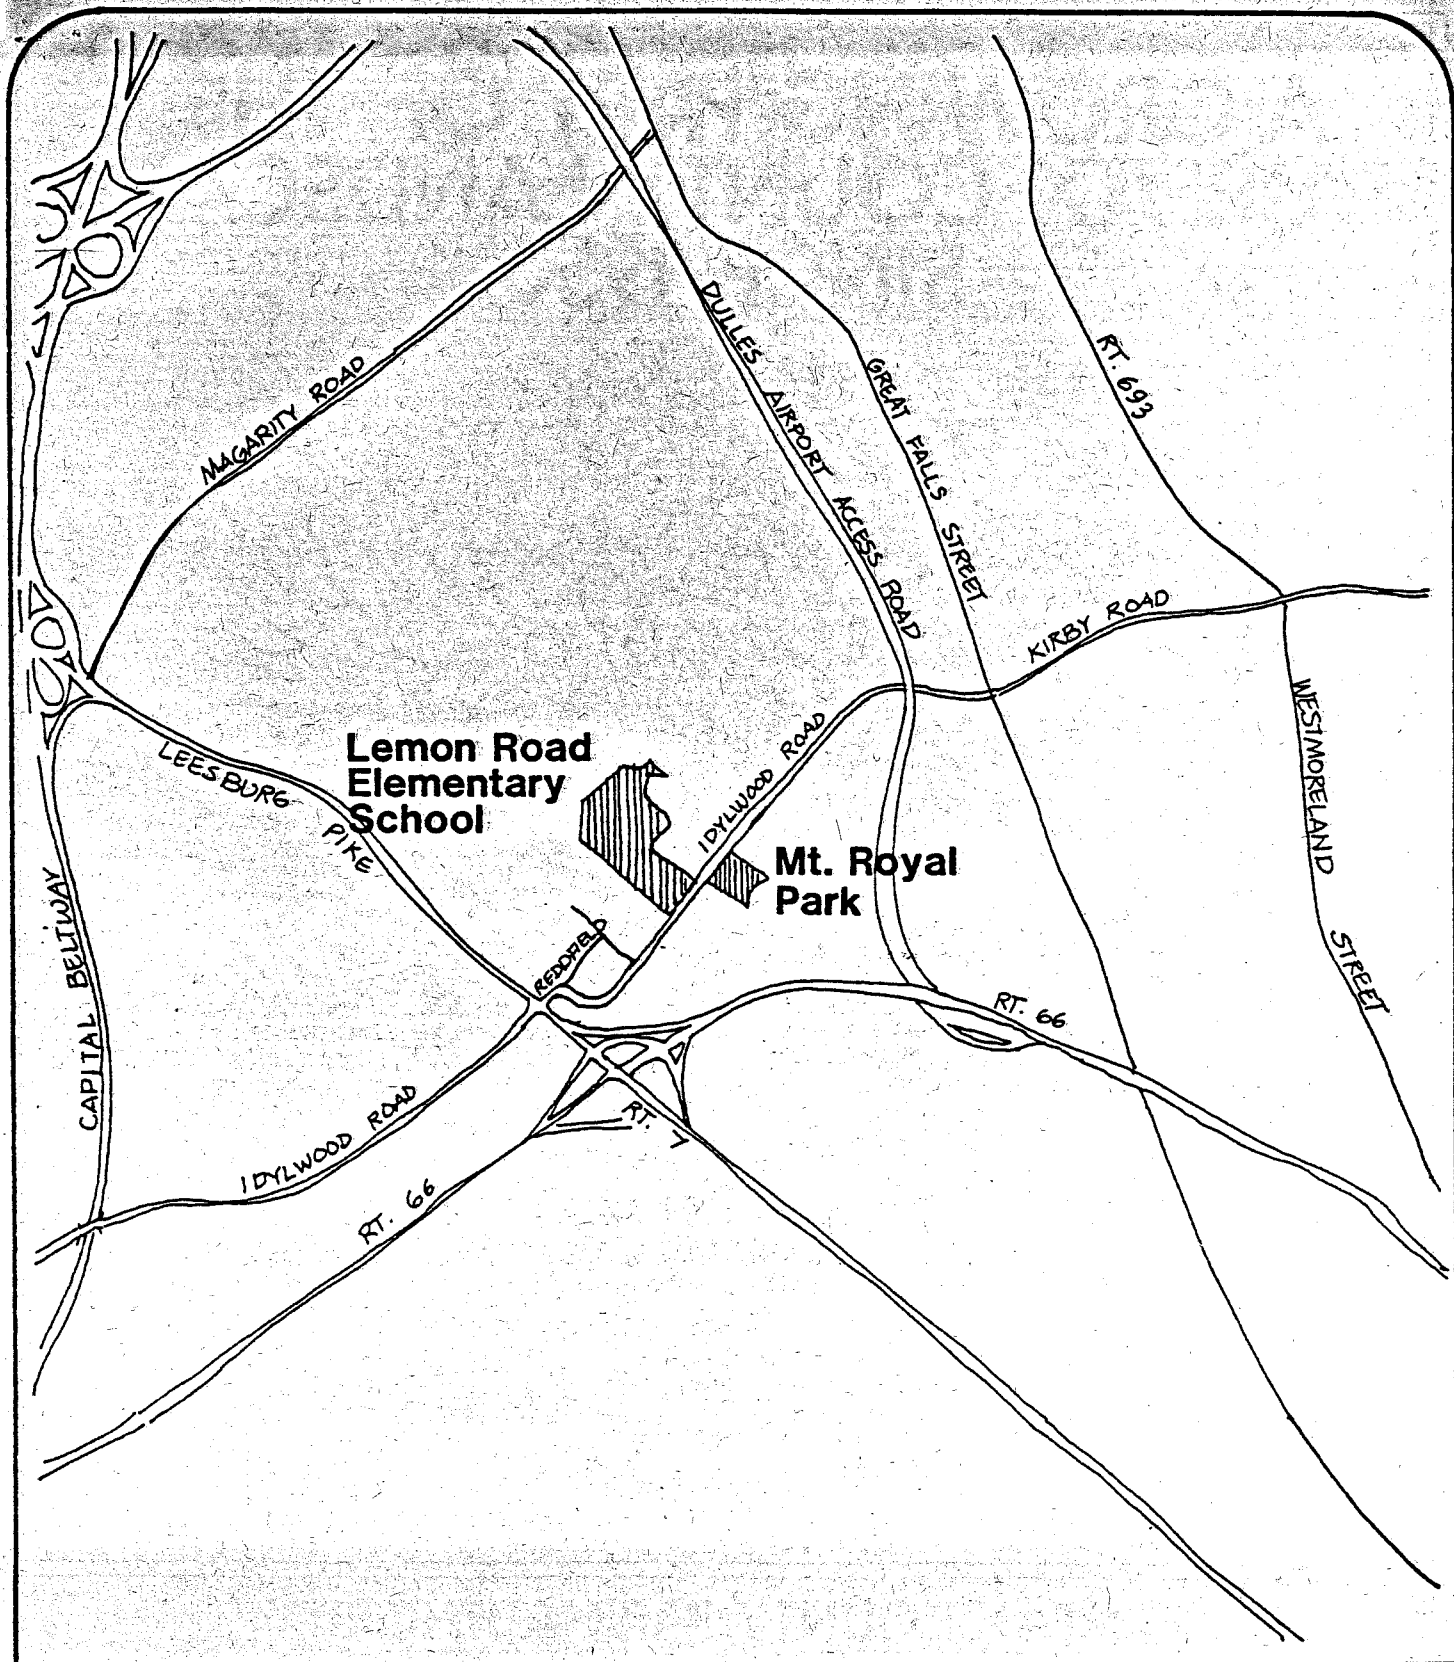 MAGARITY ROAD
DULLES AIRPORT ACCESS ROAD
GREAT FALLS STREET
RT. 693
KIRBY ROAD
WESTMORELAND STREET
LEESBURG PIKE
Lemon Road
Elementary
School
IDYLWOOD ROAD
Mt. Royal
Park
REDDFIELD
CAPITAL BELTWAY
RT. 66
IDYLWOOD ROAD
RT. 7
RT. 66